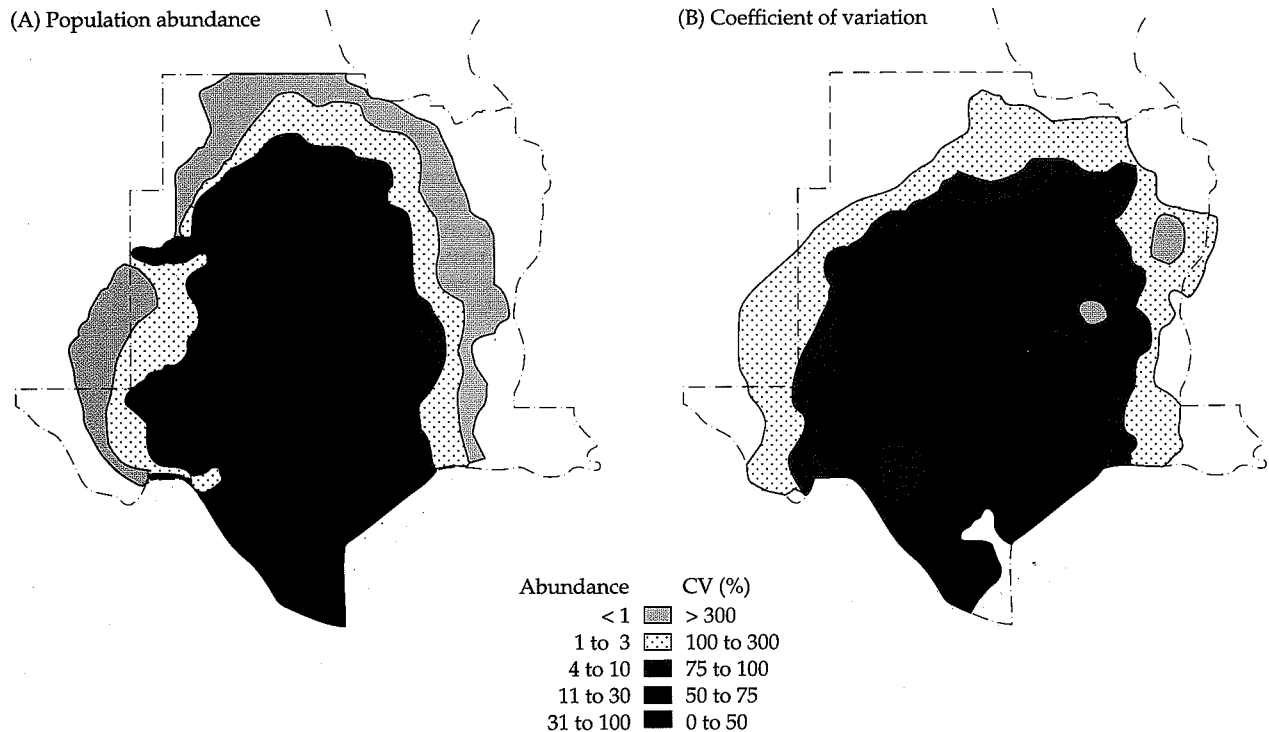 (A) Population abundance
(B) Coefficient of variation
Abundance CV (%)
< 1 > 300
1 to 3 100 to 300
4 to 10 75 to 100
11 to 30 50 to 75
31 to 100 0 to 50